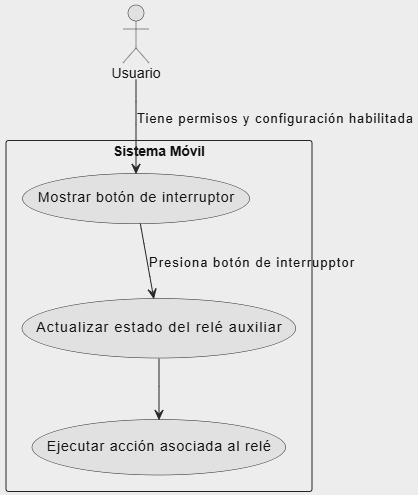 Usuario
Tiene permisos y configuración habilitada
Sistema Móvil
Mostrar botón de interruptor
Presiona botón de interrupptor
Actualizar estado del relé auxiliar
Ejecutar acción asociada al relé